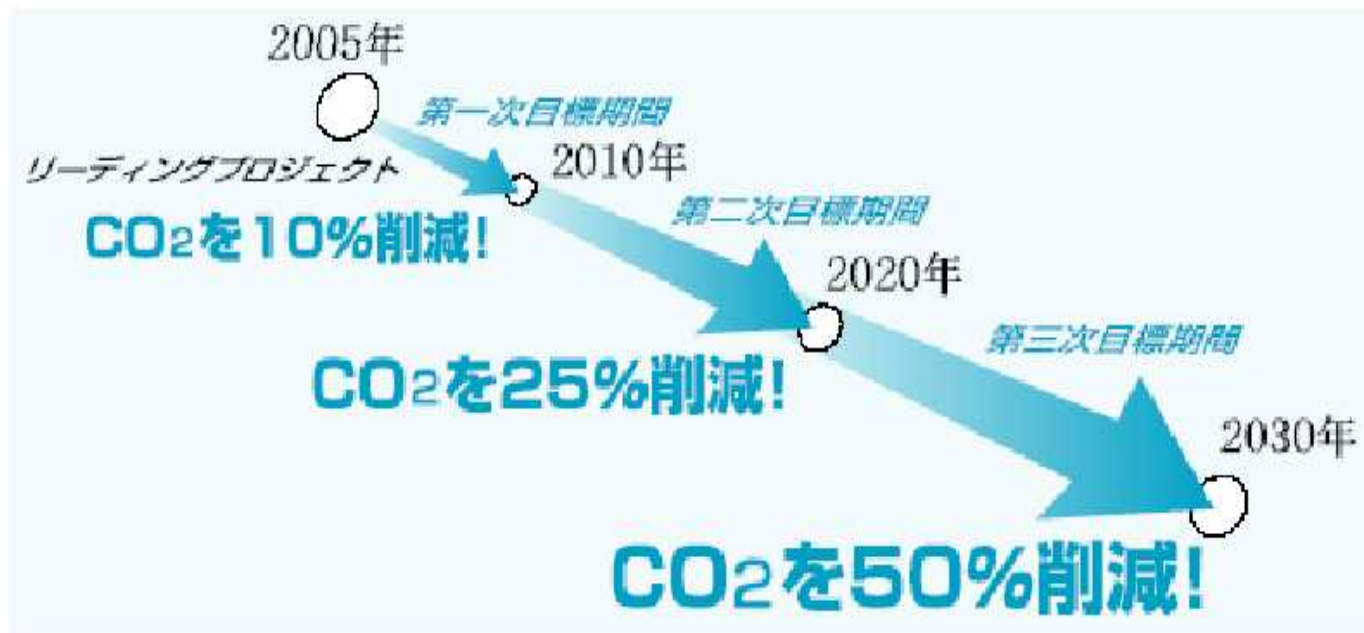 2005年
第一次目標期間
リーディングプロジェクト
2010年
CO2を10%削減!
第二次目標期間
2020年
CO2を25%削減!
第三次目標期間
2030年
CO2を50%削減!